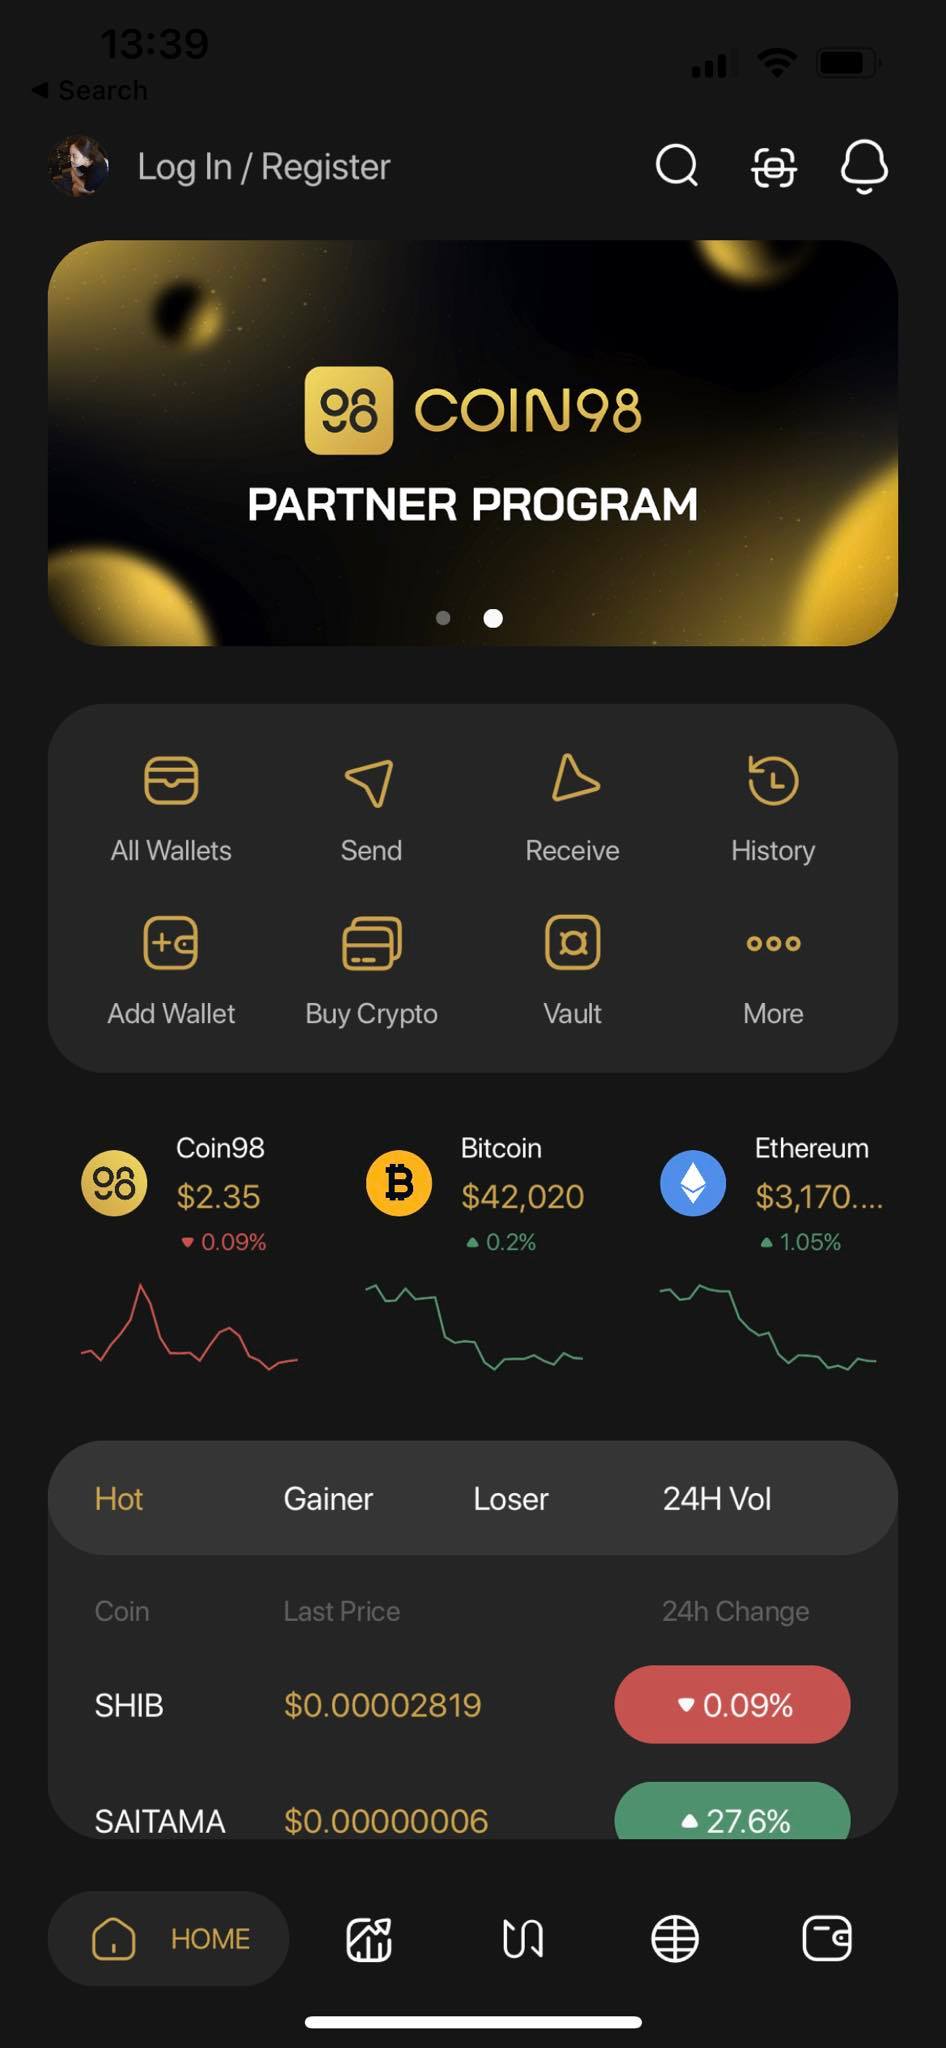 13:39
◀ Search
Log In / Register
98 COIN98
PARTNER PROGRAM
All Wallets Send Receive History
Add Wallet Buy Crypto Vault More
Coin98 Bitcoin Ethereum
98 $2.35 $42,020 $3,170....
▼ 0.09% ▲ 0.2% ▲ 1.05%
Hot Gainer Loser 24H Vol
Coin Last Price 24h Change
SHIB $0.00002819 ▼ 0.09%
SAITAMA $0.00000006 ▲ 27.6%
HOME